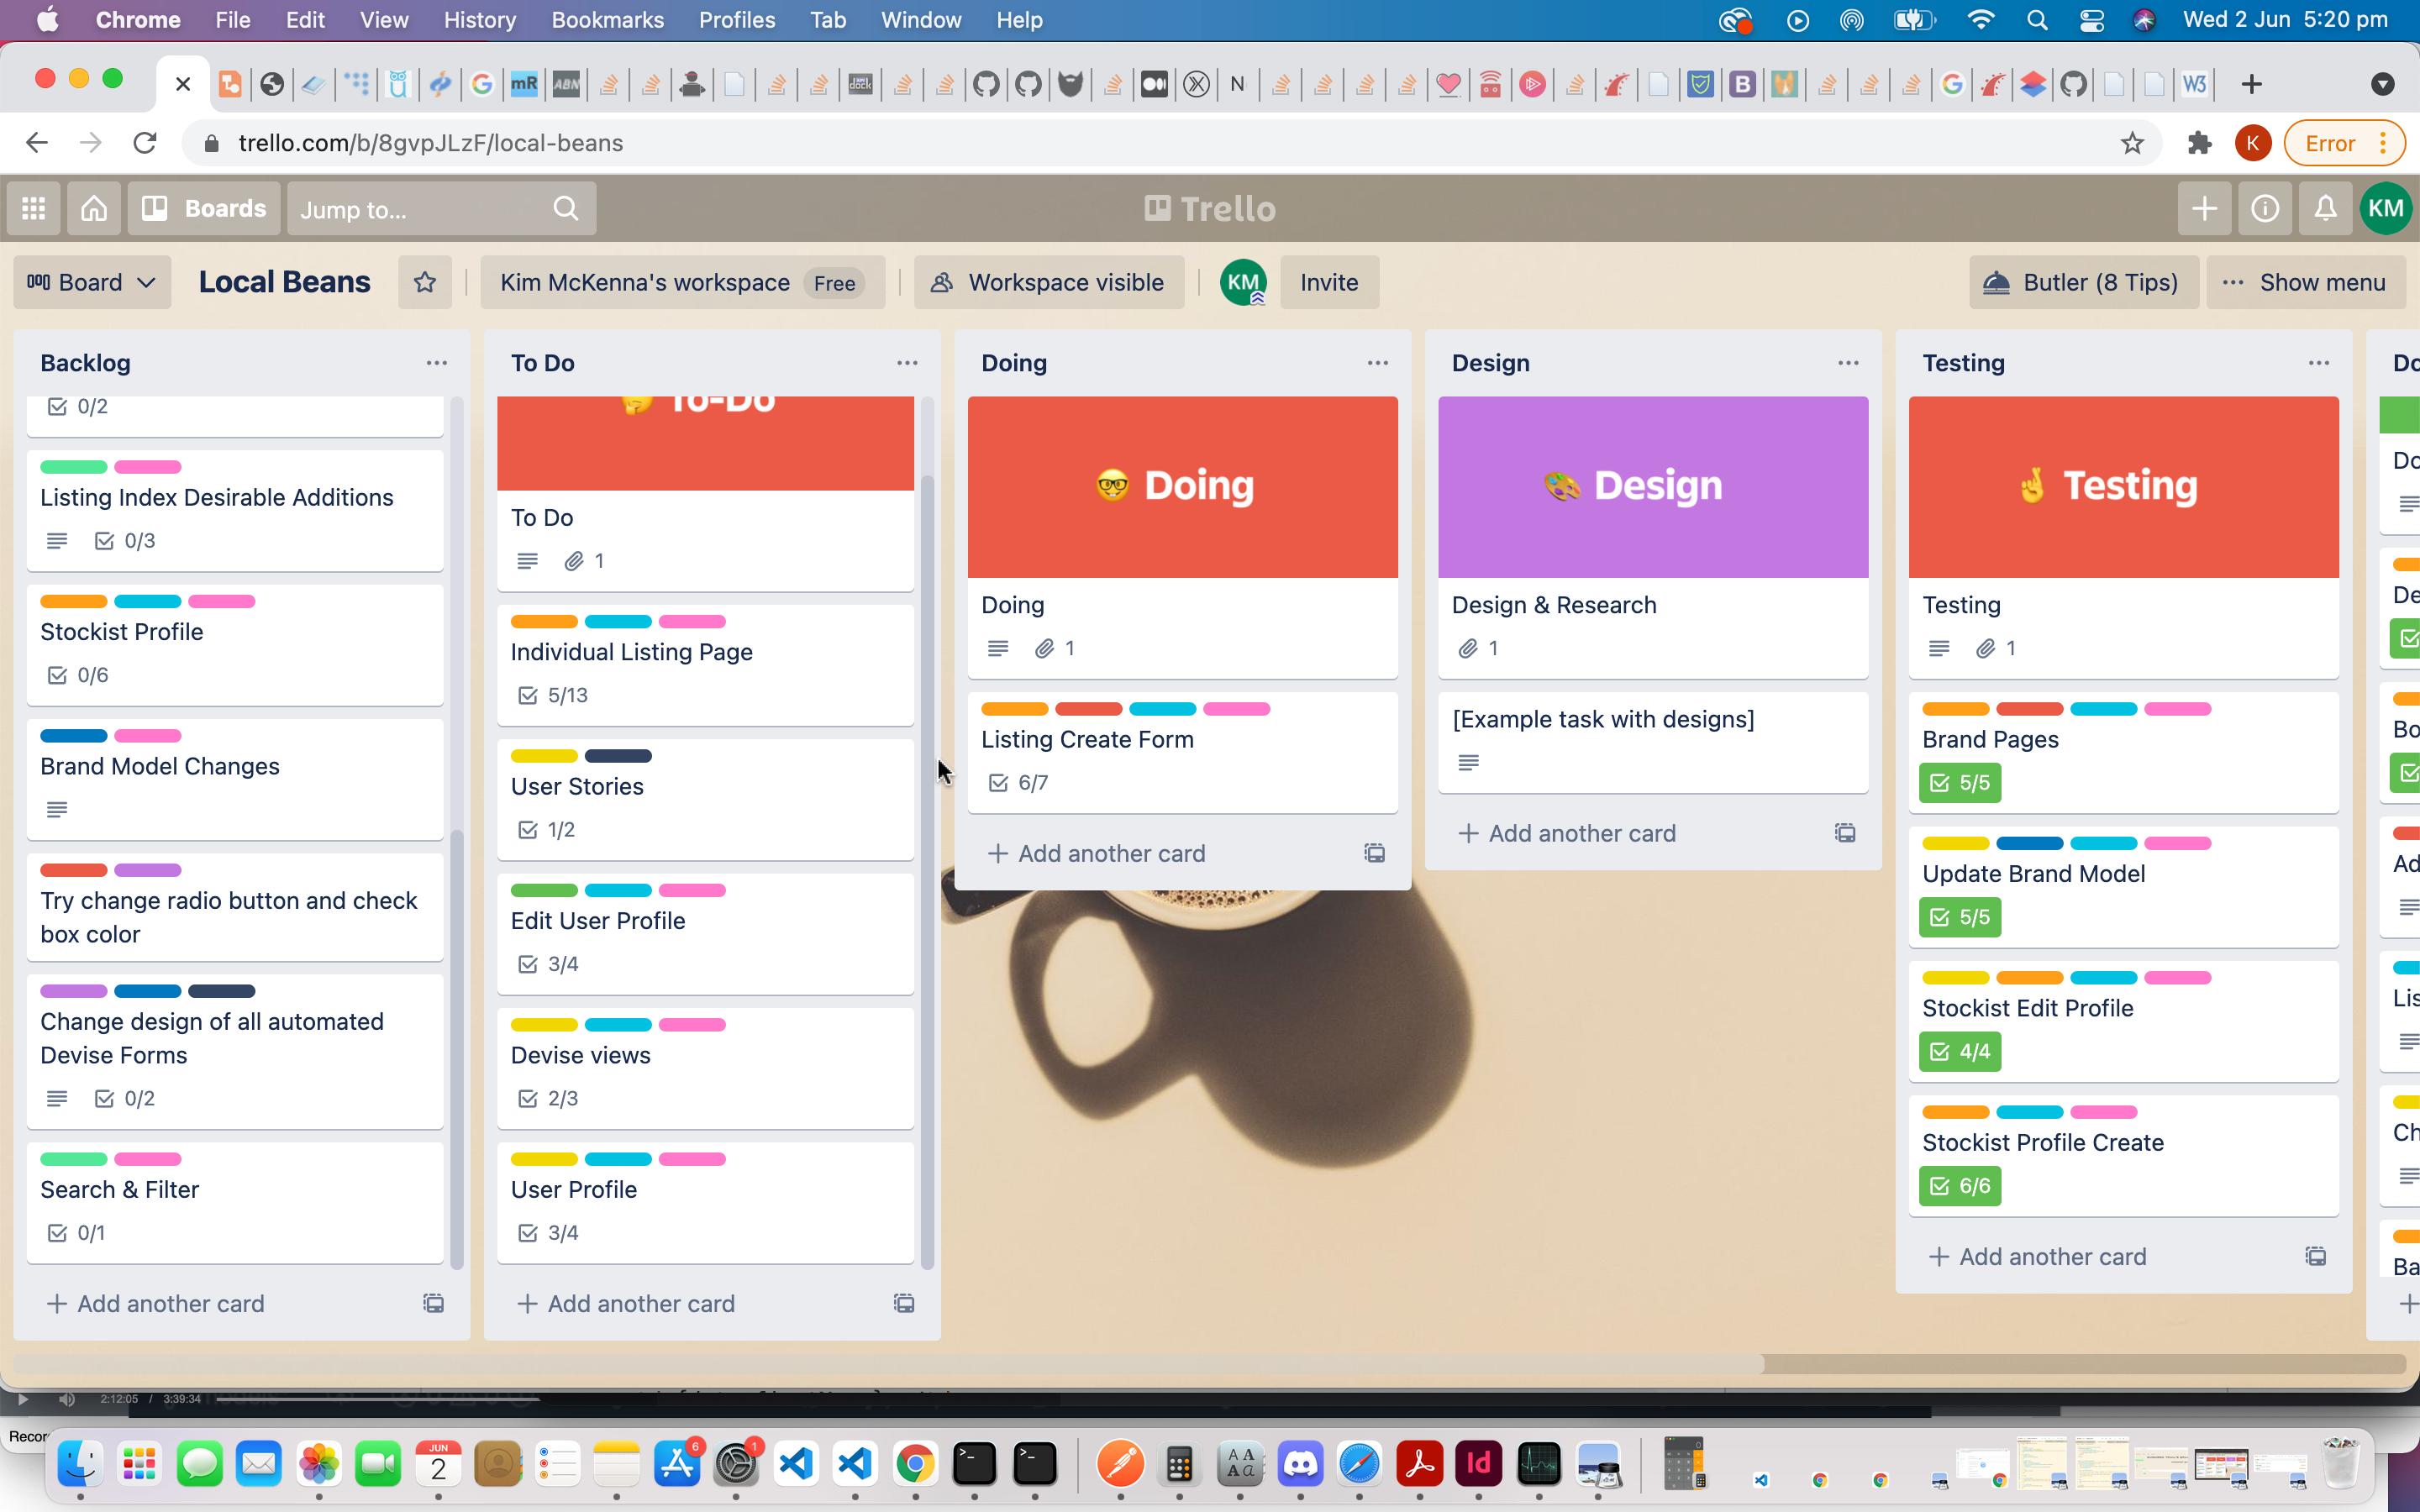 Chrome File Edit View History Bookmarks Profiles Tab Window Help
Wed 2 Jun 5:20 pm
mR
ABN
N
B
W3
trello.com/b/8gvpJLzF/local-beans
K
Error
Boards
Jump to...
Trello
KM
Board
Local Beans
Kim McKenna's workspace Free
Workspace visible
KM
Invite
Butler (8 Tips)
Show menu
Backlog
0/2
Listing Index Desirable Additions
0/3
Stockist Profile
0/6
Brand Model Changes
Try change radio button and check
box color
Change design of all automated
Devise Forms
0/2
Search & Filter
0/1
+ Add another card
To Do
To-Do
To Do
1
Individual Listing Page
5/13
User Stories
1/2
Edit User Profile
3/4
Devise views
2/3
User Profile
3/4
+ Add another card
Doing
Doing
Doing
1
Listing Create Form
6/7
+ Add another card
Design
Design
Design & Research
1
[Example task with designs]
+ Add another card
Testing
Testing
Testing
1
Brand Pages
5/5
Update Brand Model
5/5
Stockist Edit Profile
4/4
Stockist Profile Create
6/6
+ Add another card
Do
Do
De
Bo
Ad
Lis
Ch
Ba
2:12:05 / 3:39:34
Recor
JUN
2
6
1
Id